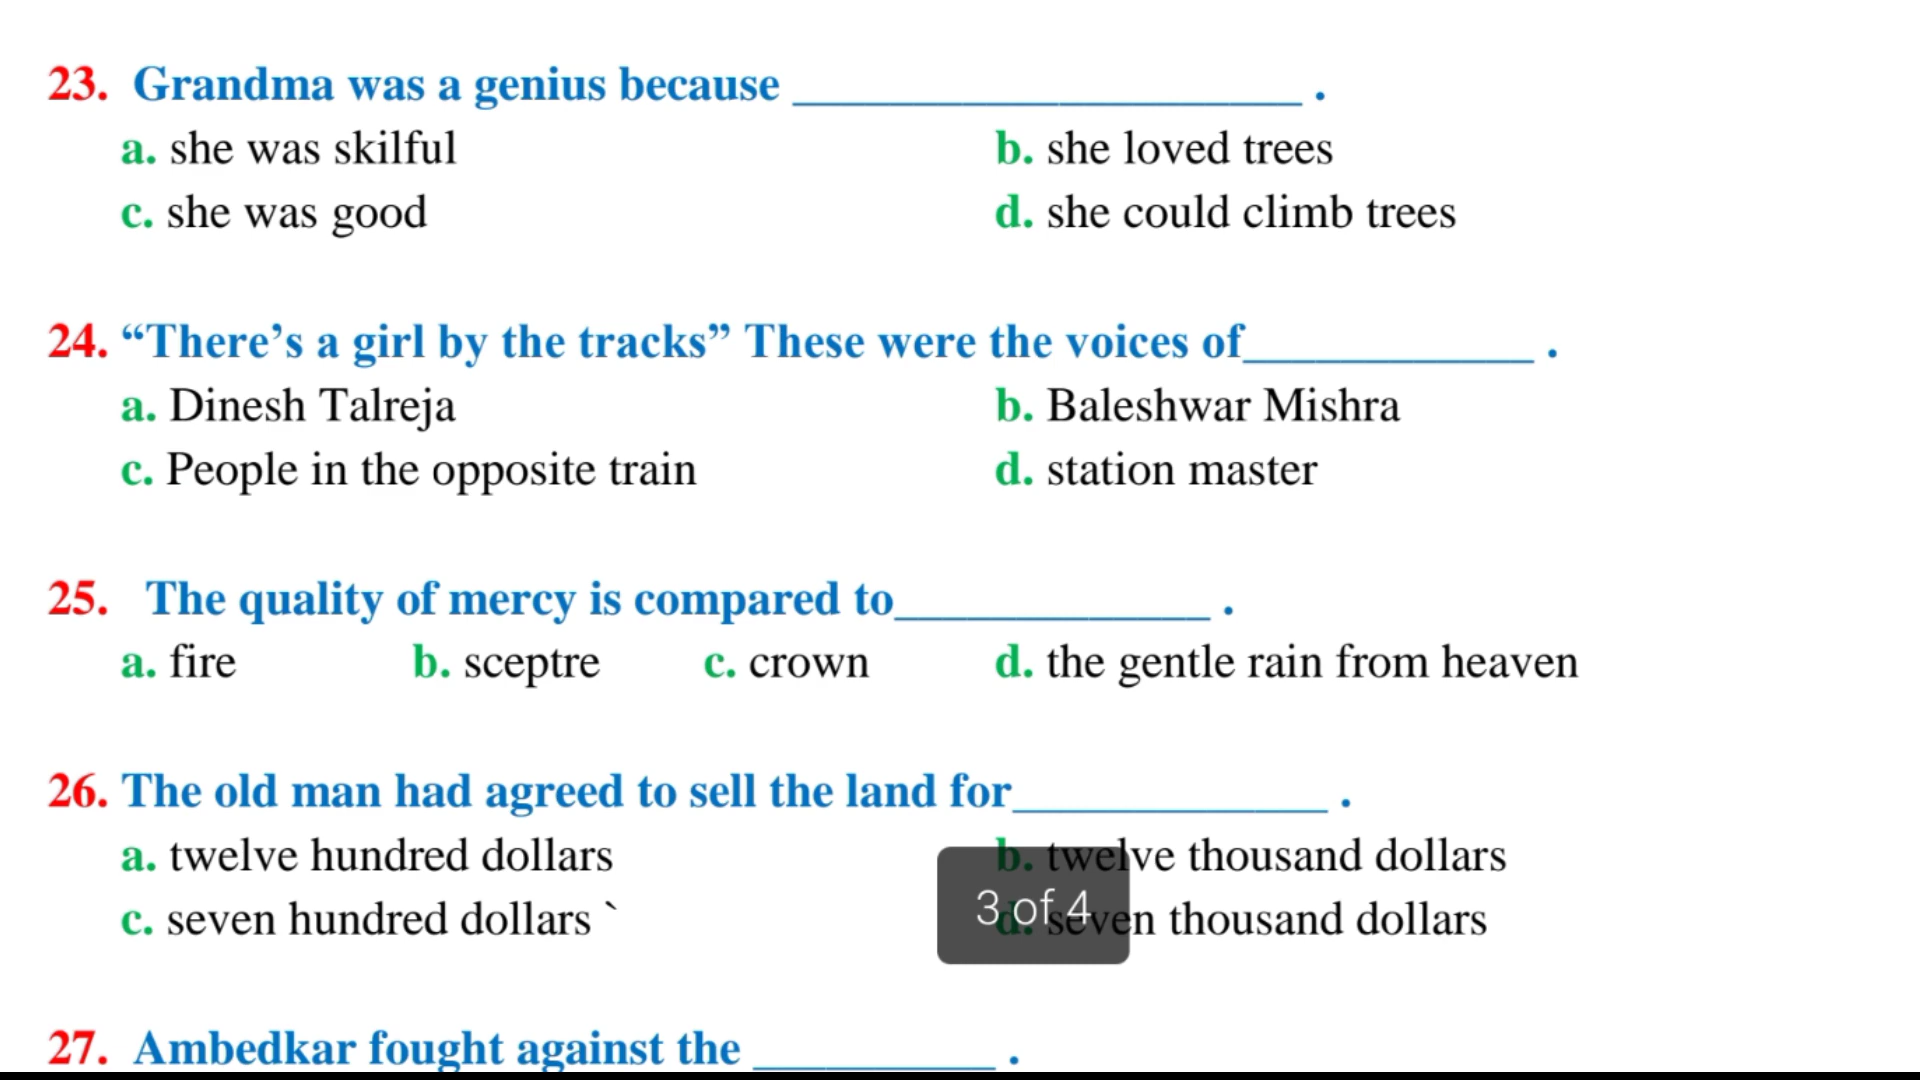 23. Grandma was a genius because _____________________ .
a. she was skilful b. she loved trees
c. she was good d. she could climb trees
24. “There’s a girl by the tracks” These were the voices of____________ .
a. Dinesh Talreja b. Baleshwar Mishra
c. People in the opposite train d. station master
25. The quality of mercy is compared to_____________ .
a. fire b. sceptre c. crown d. the gentle rain from heaven
26. The old man had agreed to sell the land for_____________ .
a. twelve hundred dollars b. twelve thousand dollars
c. seven hundred dollars ` d. seven thousand dollars
3 of 4
27. Ambedkar fought against the __________ .